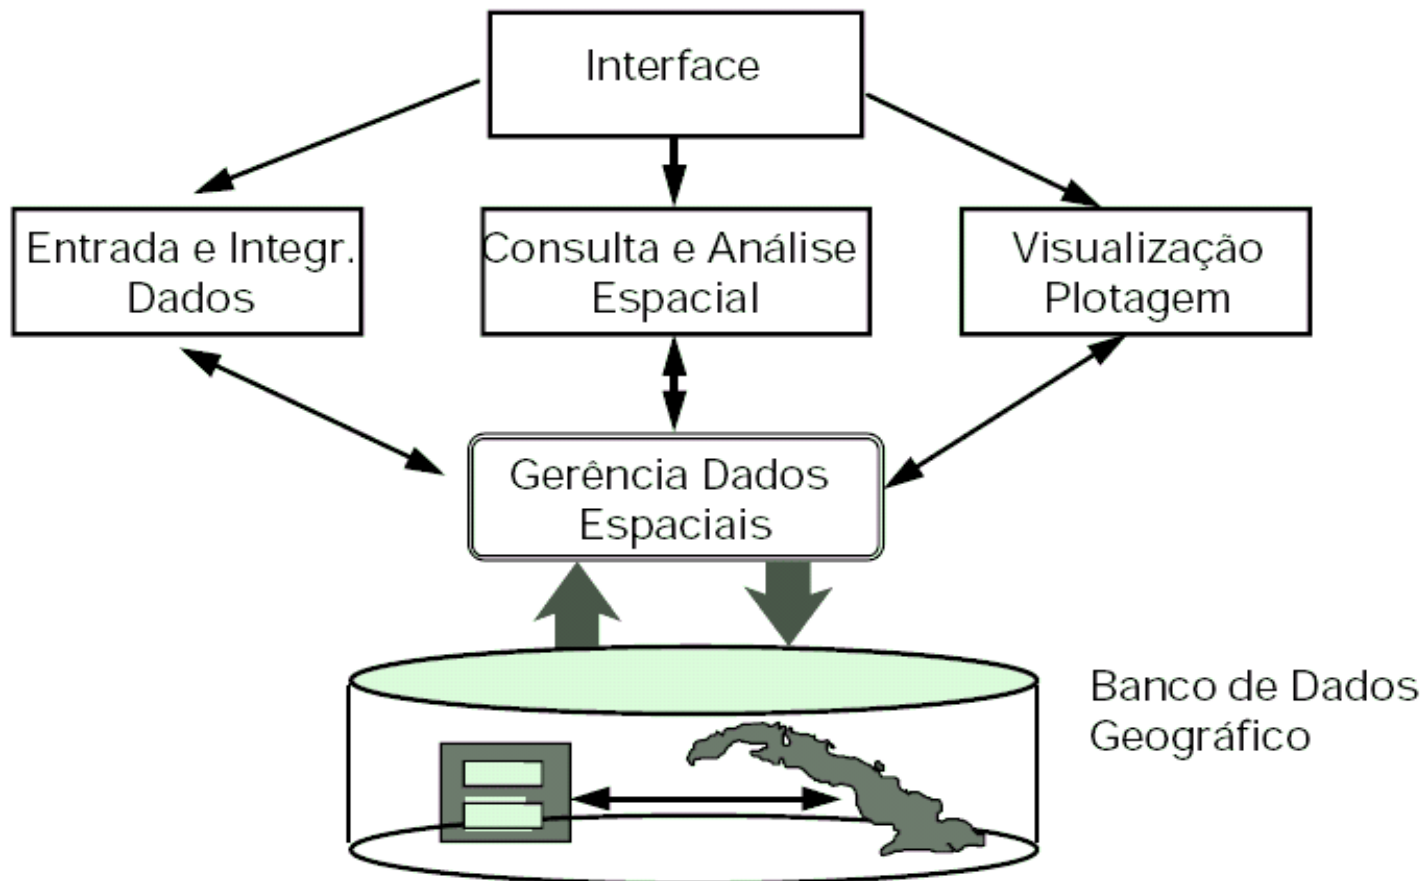 Interface
Entrada e Integr.
Dados
Consulta e Análise
Espacial
Visualização
Plotagem
Gerência Dados
Espaciais
Banco de Dados
Geográfico